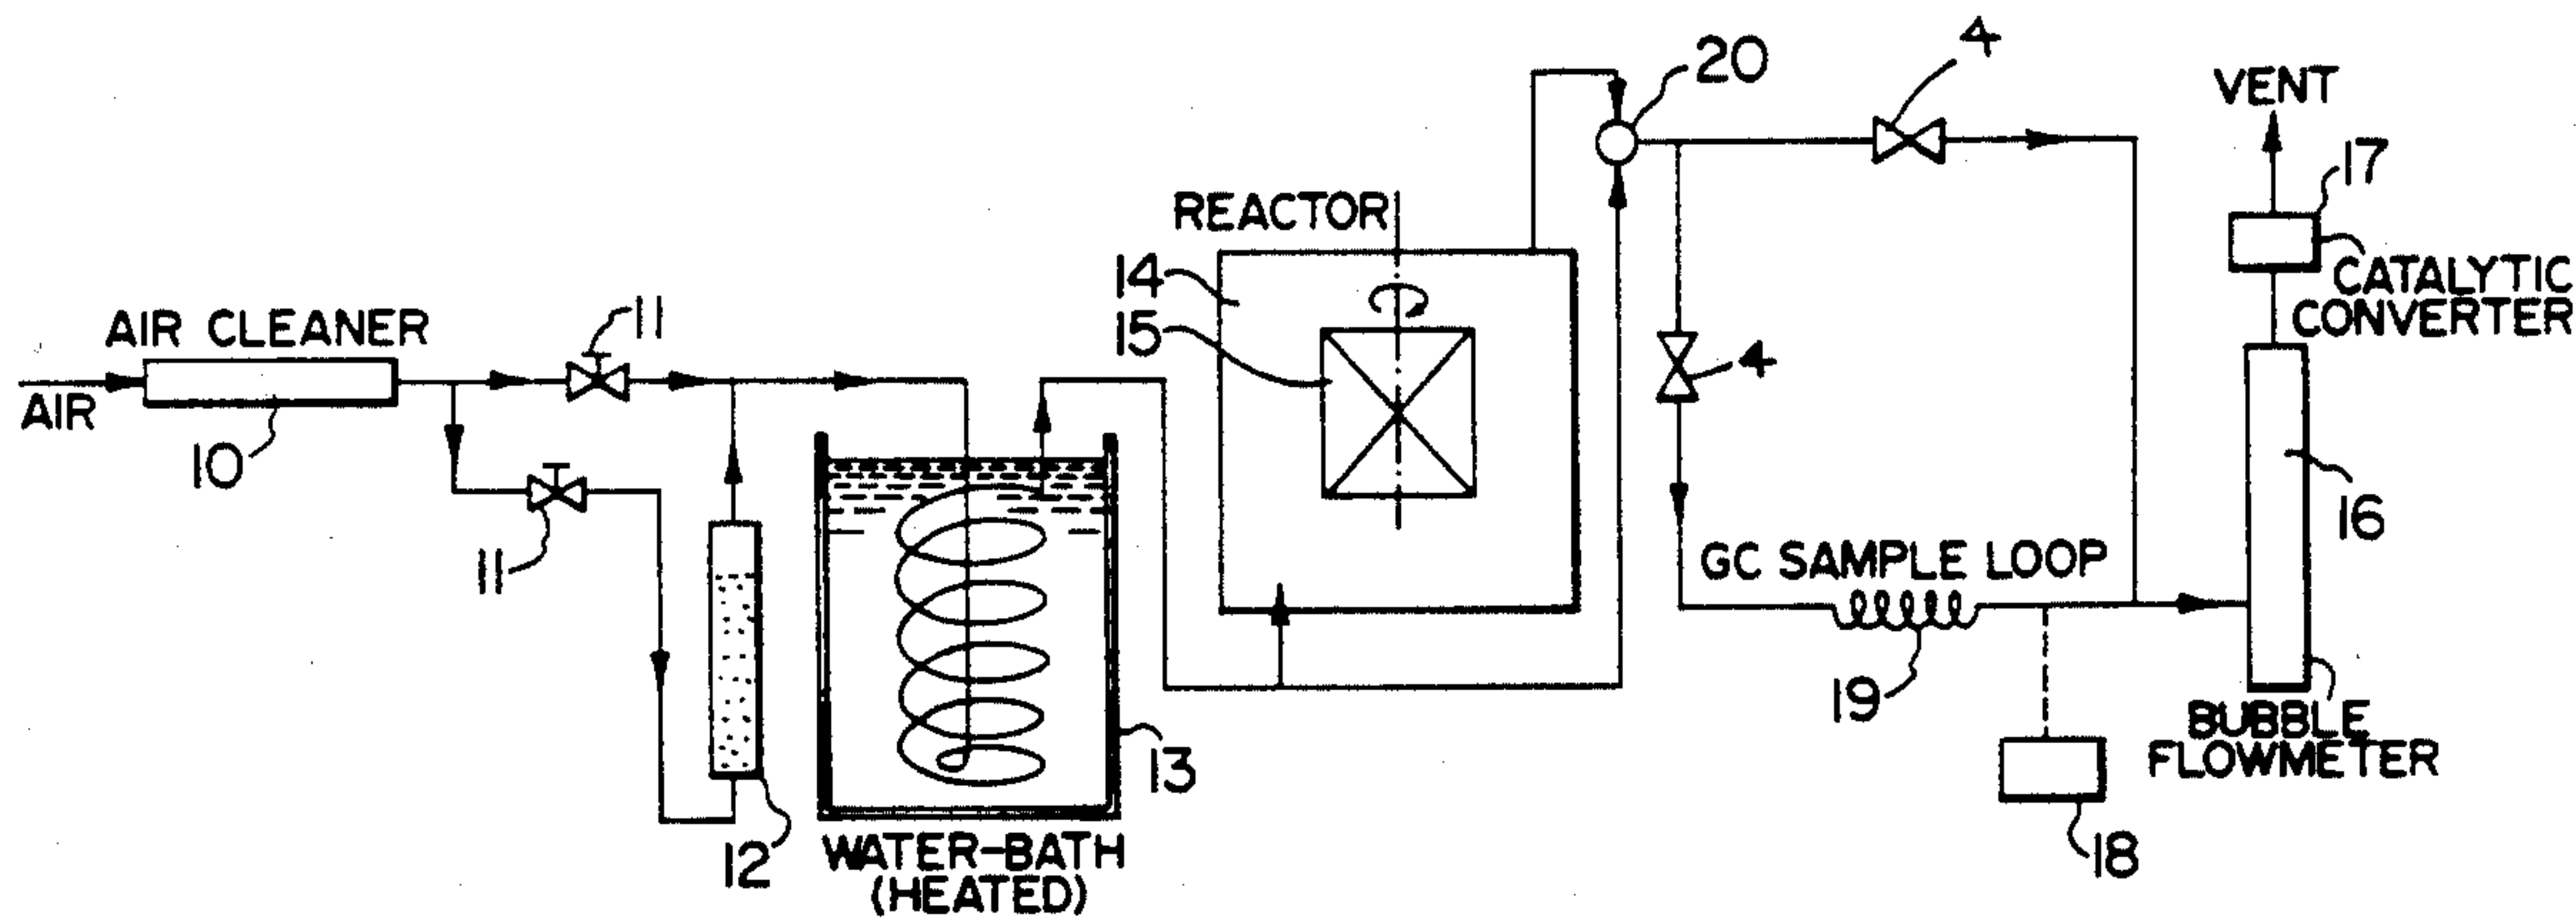 AIR CLEANER
AIR
10
11
11
12
WATER-BATH
(HEATED)
13
REACTOR
14
15
20
4
4
GC SAMPLE LOOP
19
18
VENT
17
CATALYTIC
CONVERTER
16
BUBBLE
FLOWMETER